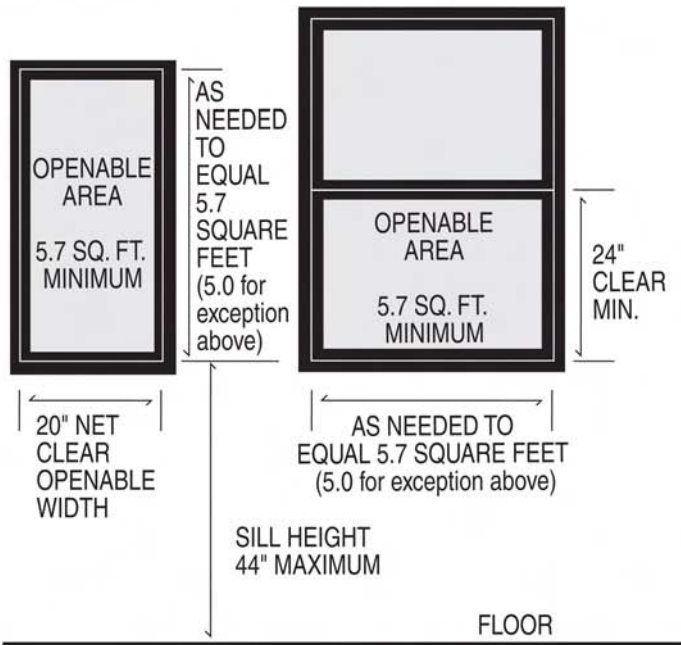 OPENABLE
AREA
5.7 SQ. FT.
MINIMUM
AS
NEEDED
TO
EQUAL
5.7
SQUARE
FEET
(5.0 for
exception
above)
OPENABLE
AREA
5.7 SQ. FT.
MINIMUM
24"
CLEAR
MIN.
20" NET
CLEAR
OPENABLE
WIDTH
AS NEEDED TO
EQUAL 5.7 SQUARE FEET
(5.0 for exception above)
SILL HEIGHT
44" MAXIMUM
FLOOR